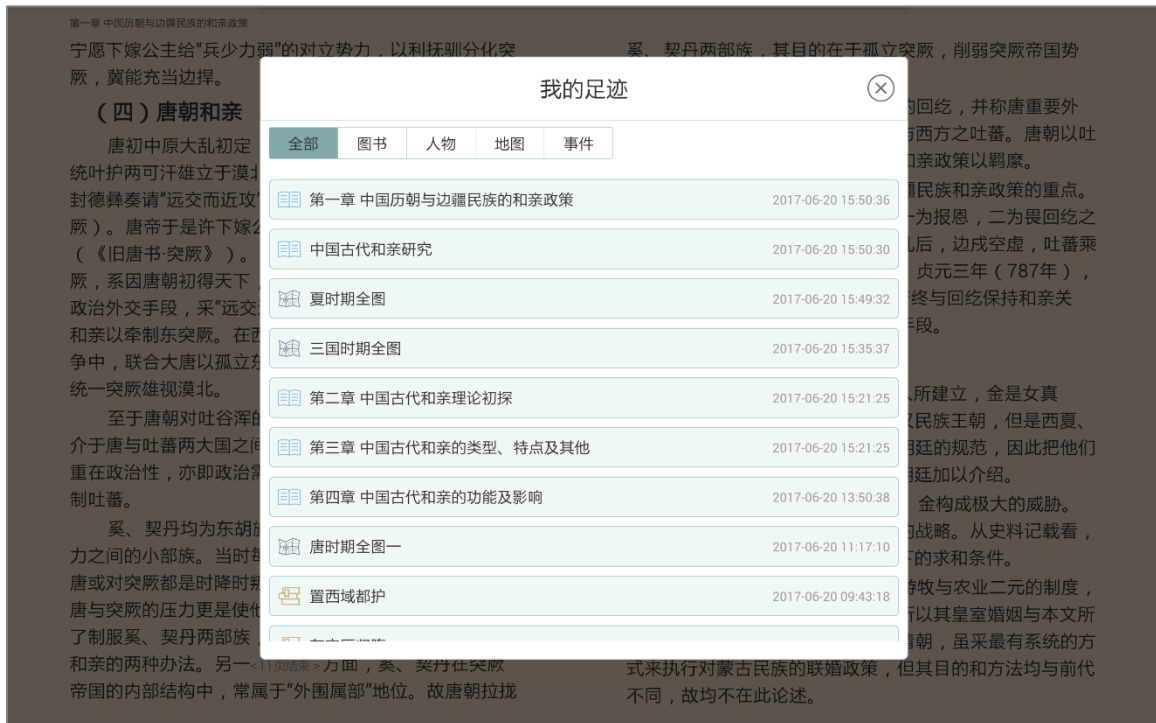 第一章 中国历朝与边疆民族的和亲政策
宁愿下嫁公主给“兵少力弱”的对立势力，以利抚驯分化突
厥，冀能充当边捍。
（四）唐朝和亲
唐初中原大乱初定
统叶护两可汗雄立于漠
封德彝奏请“远交而近攻”
厥）。唐帝于是许下嫁
（《旧唐书·突厥》）。
厥，系因唐朝初得天下，
政治外交手段，采“远交
和亲以牵制东突厥。在西
争中，联合大唐以孤立东
统一突厥雄视漠北。
至于唐朝对吐谷浑的
介于唐与吐蕃两大国之间
重在政治性，亦即政治需
制吐蕃。
奚、契丹均为东胡族
力之间的小部族。当时每
唐或对突厥都是时降时叛
唐与突厥的压力更是使他
了制服奚、契丹两部族，
和亲的两种办法。另一<11页结束>方面，奚、契丹在突厥
帝国的内部结构中，常属于“外围属部”地位。故唐朝拉拢
我的足迹
全部 图书 人物 地图 事件
第一章 中国历朝与边疆民族的和亲政策 2017-06-20 15:50:36
中国古代和亲研究 2017-06-20 15:50:30
夏时期全图 2017-06-20 15:49:32
三国时期全图 2017-06-20 15:35:37
第二章 中国古代和亲理论初探 2017-06-20 15:21:25
第三章 中国古代和亲的类型、特点及其他 2017-06-20 15:21:25
第四章 中国古代和亲的功能及影响 2017-06-20 13:50:38
唐时期全图一 2017-06-20 11:17:10
置西域都护 2017-06-20 09:43:18
奚、契丹两部族，其目的在于孤立突厥，削弱突厥帝国势
回纥，并称唐重要外
西方之吐蕃。唐朝以吐
和亲政策以羁縻。
疆民族和亲政策的重点。
为报恩，二为畏回纥之
后，边戍空虚，吐蕃乘
贞元三年（787年），
终与回纥保持和亲关
手段。
所建立，金是女真
民族王朝，但是西夏、
朝廷的规范，因此把他们
朝廷加以介绍。
金构成极大的威胁。
的战略。从史料记载看，
下的求和条件。
游牧与农业二元的制度，
所以其皇室婚姻与本文所
清朝，虽采最有系统的方
式来执行对蒙古民族的联婚政策，但其目的和方法均与前代
不同，故均不在此论述。